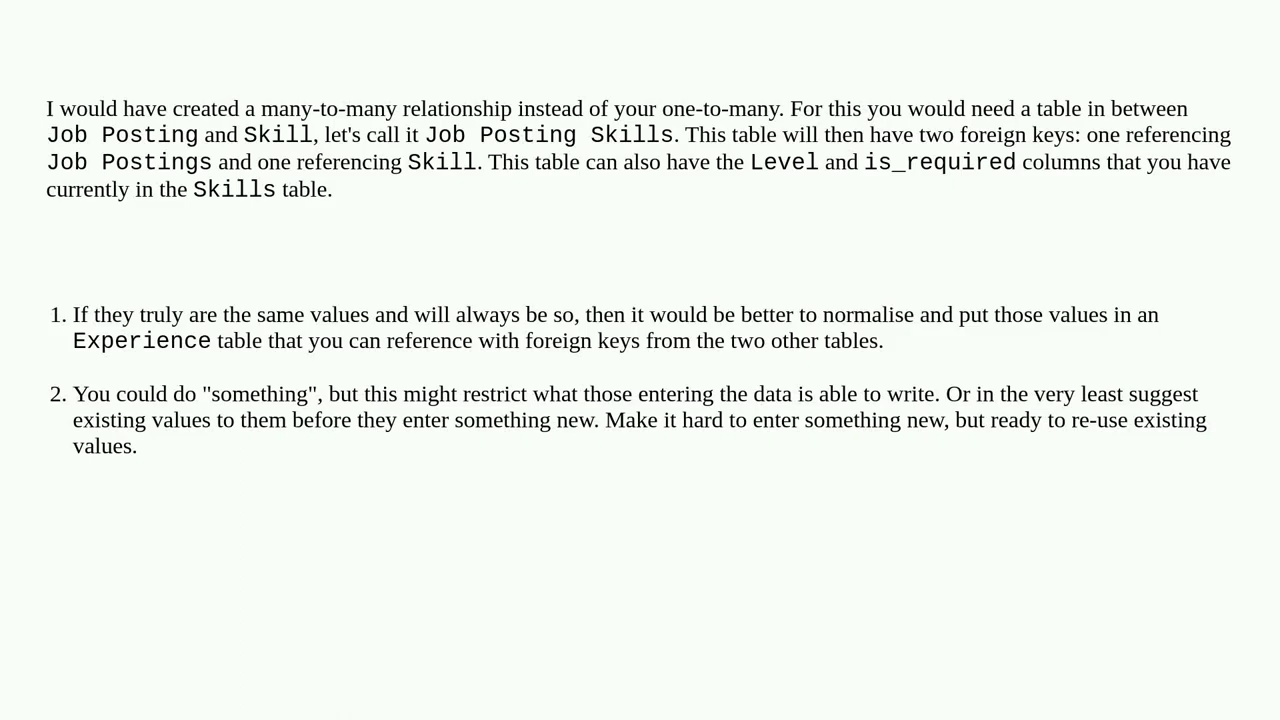 I would have created a many-to-many relationship instead of your one-to-many. For this you would need a table in between
Job Posting and Skill, let's call it Job Posting Skills. This table will then have two foreign keys: one referencing
Job Postings and one referencing Skill. This table can also have the Level and is_required columns that you have
currently in the Skills table.
1. If they truly are the same values and will always be so, then it would be better to normalise and put those values in an
Experience table that you can reference with foreign keys from the two other tables.
2. You could do "something", but this might restrict what those entering the data is able to write. Or in the very least suggest
existing values to them before they enter something new. Make it hard to enter something new, but ready to re-use existing
values.